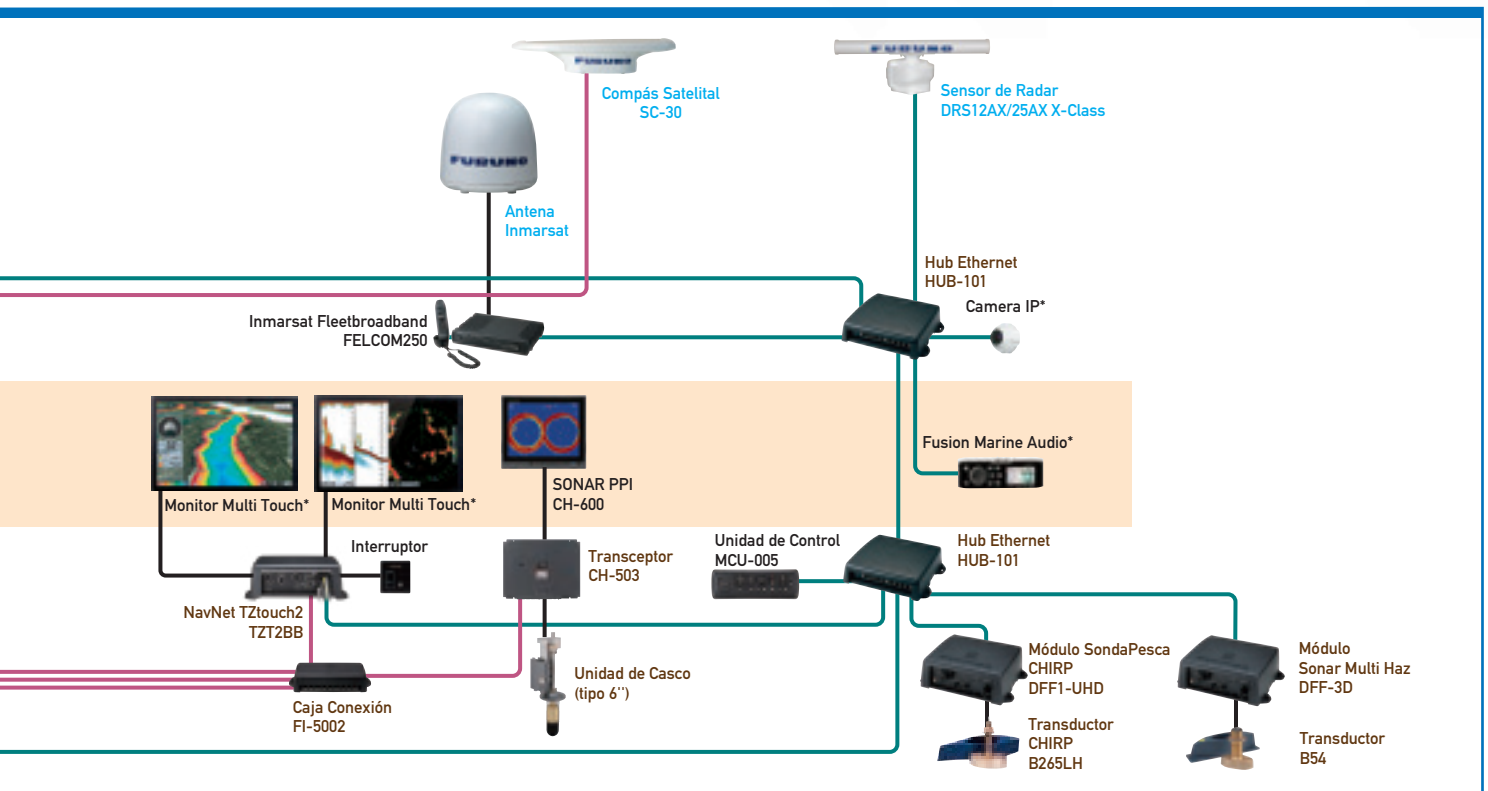 FURUNO
FURUNO
Compás Satelital
SC-30
Sensor de Radar
DRS12AX/25AX X-Class
FURUNO
Antena
Inmarsat
Hub Ethernet
HUB-101
Camera IP*
Inmarsat Fleetbroadband
FELCOM250
Fusion Marine Audio*
Monitor Multi Touch*
Monitor Multi Touch*
SONAR PPI
CH-600
Interruptor
Transceptor
CH-503
Unidad de Control
MCU-005
Hub Ethernet
HUB-101
NavNet TZtouch2
TZT2BB
Unidad de Casco
(tipo 6'')
Caja Conexión
FI-5002
Módulo SondaPesca
CHIRP
DFF1-UHD
Módulo
Sonar Multi Haz
DFF-3D
Transductor
CHIRP
B265LH
Transductor
B54